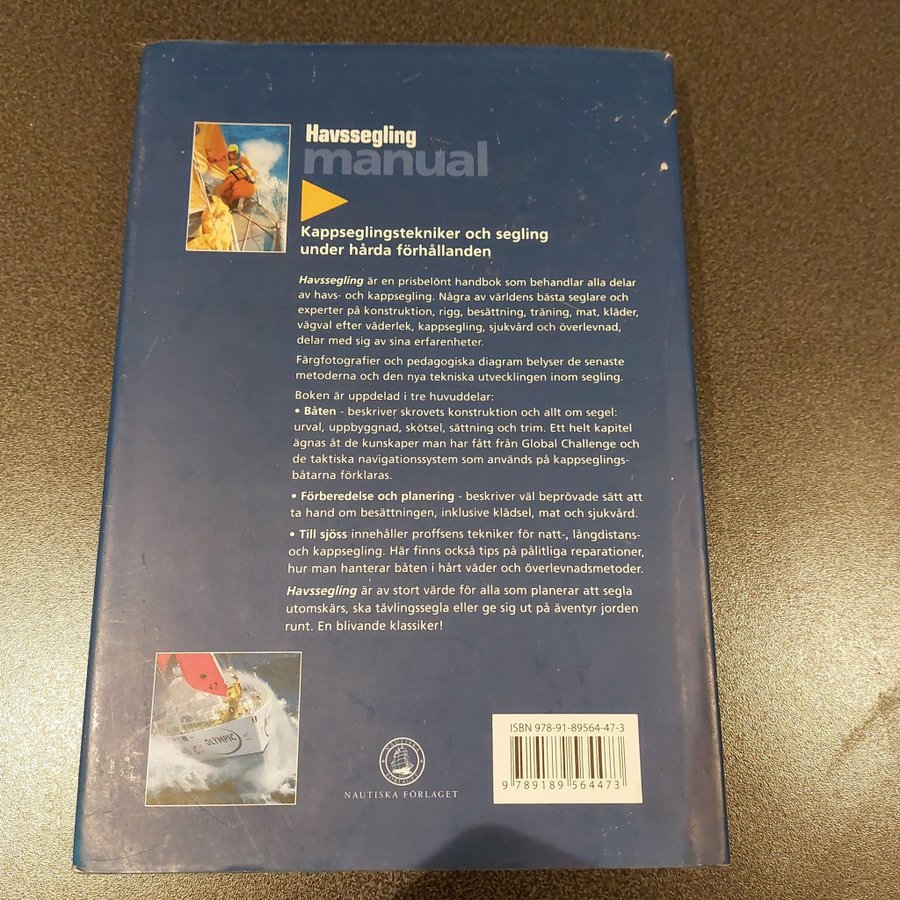 Havssegling
manual
Kappseglingstekniker och segling
under hårda förhållanden
Havssegling är en prisbelönt handbok som behandlar alla delar
av havs- och kappsegling. Några av världens bästa seglare och
experter på konstruktion, rigg, besättning, träning, mat, kläder,
vägval efter väderlek, kappsegling, sjukvård och överlevnad,
delar med sig av sina erfarenheter.
Färgfotografier och pedagogiska diagram belyser de senaste
metoderna och den nya tekniska utvecklingen inom segling.
Boken är uppdelad i tre huvuddelar:
• Båten - beskriver skrovets konstruktion och allt om segel:
urval, uppbyggnad, skötsel, sättning och trim. Ett helt kapitel
ägnas åt de kunskaper man har fått från Global Challenge och
de taktiska navigationssystem som används på kappseglings-
båtarna förklaras.
• Förberedelse och planering - beskriver väl beprövade sätt att
ta hand om besättningen, inklusive klädsel, mat och sjukvård.
• Till sjöss innehåller proffsens tekniker för natt-, långdistans-
och kappsegling. Här finns också tips på pålitliga reparationer,
hur man hanterar båten i hårt väder och överlevnadsmetoder.
Havssegling är av stort värde för alla som planerar att segla
utomskärs, ska tävlingssegla eller ge sig ut på äventyr jorden
runt. En blivande klassiker!
47
OLYMPIC
NAUTISKA FÖRLAGET
ISBN 978-91-89564-47-3
9 789189 564473